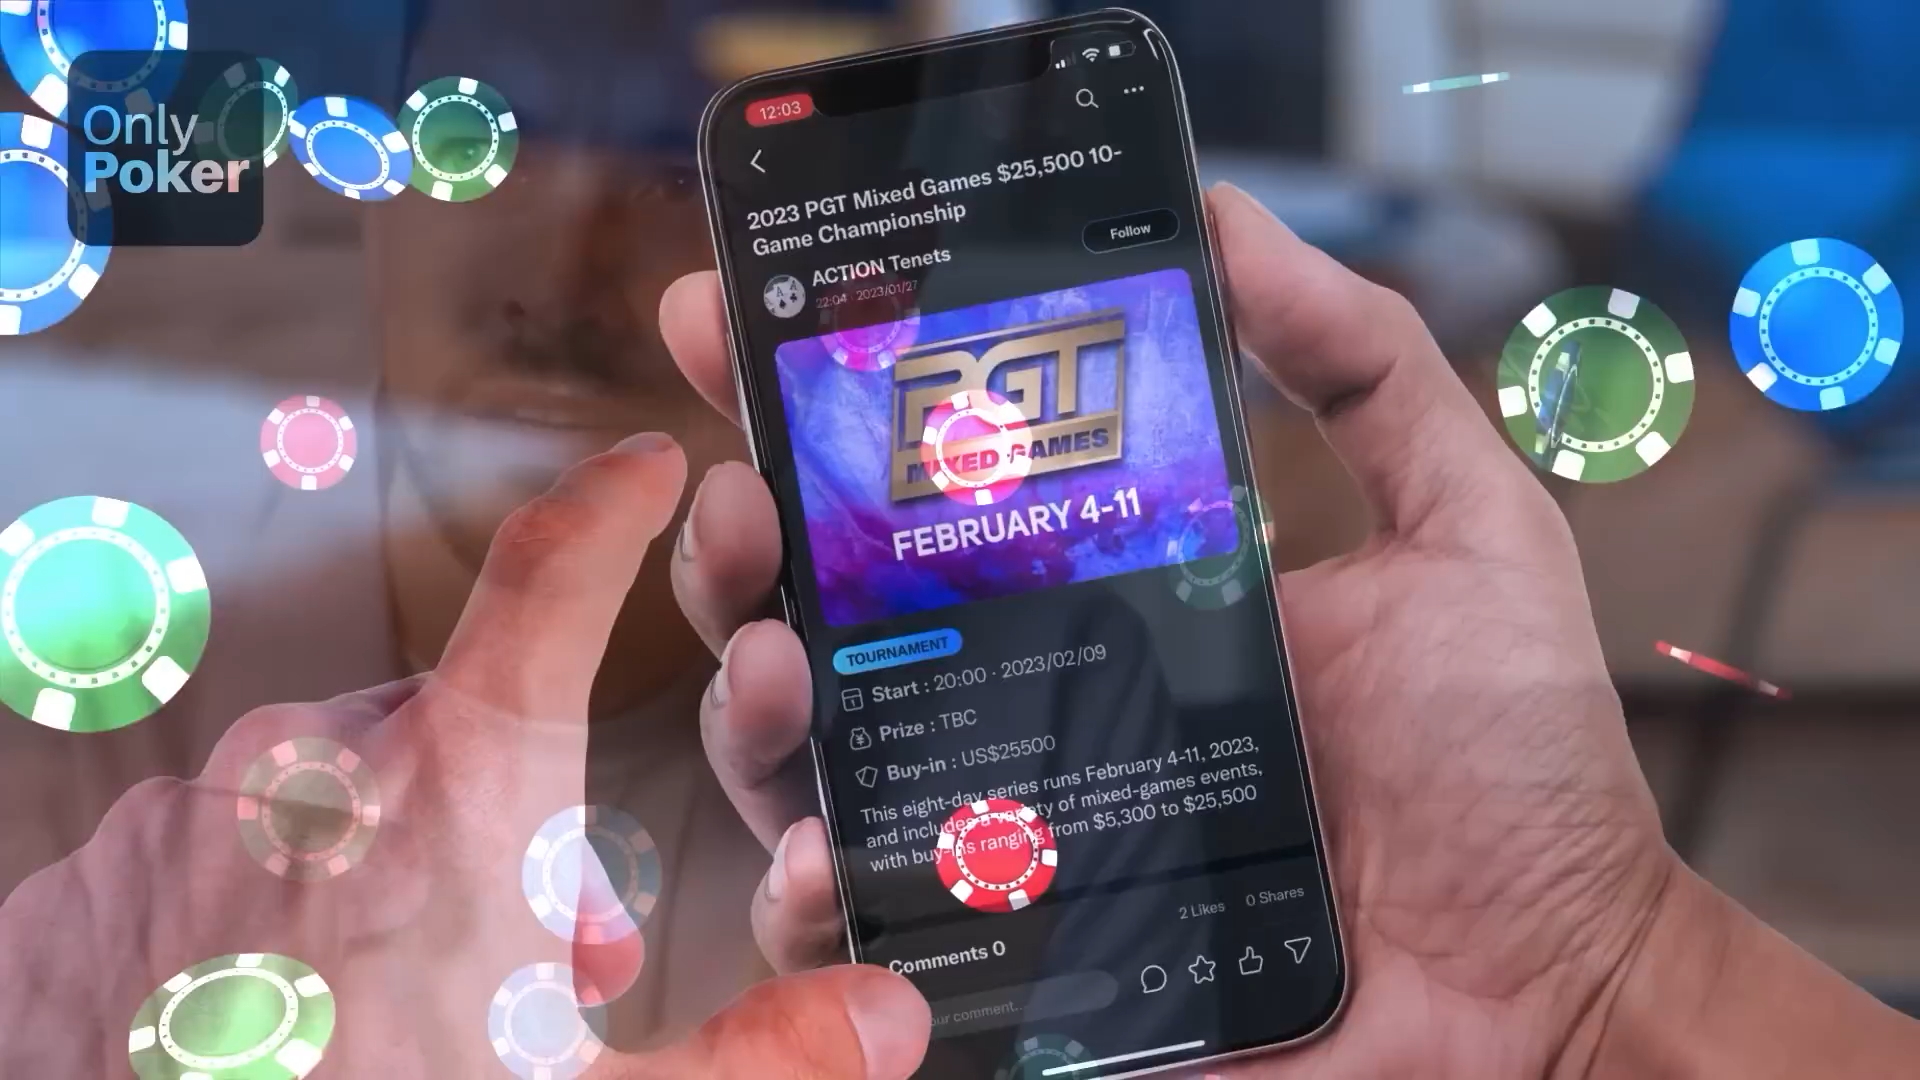 Only
Poker
12:03
2023 PGT Mixed Games $25,500 10-
Game Championship
ACTION Tenets
22:04 · 2023/01/27
Follow
PGT
MIXED GAMES
FEBRUARY 4-11
TOURNAMENT
Start : 20:00 · 2023/02/09
Prize : TBC
Buy-in : US$25500
This eight-day series runs February 4-11, 2023,
and includes a variety of mixed-games events,
with buy-ins ranging from $5,300 to $25,500
2 Likes 0 Shares
Comments 0
comment...